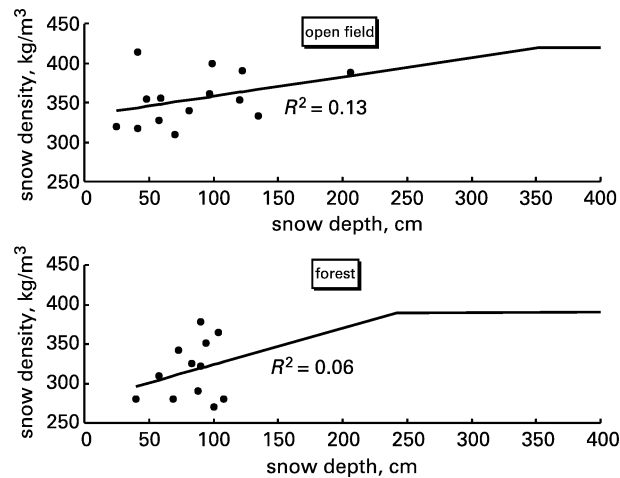 open field
snow density, kg/m³
450
400
350
300
250
R² = 0.13
0 50 100 150 200 250 300 350 400
snow depth, cm
forest
snow density, kg/m³
450
400
350
300
250
R² = 0.06
0 50 100 150 200 250 300 350 400
snow depth, cm